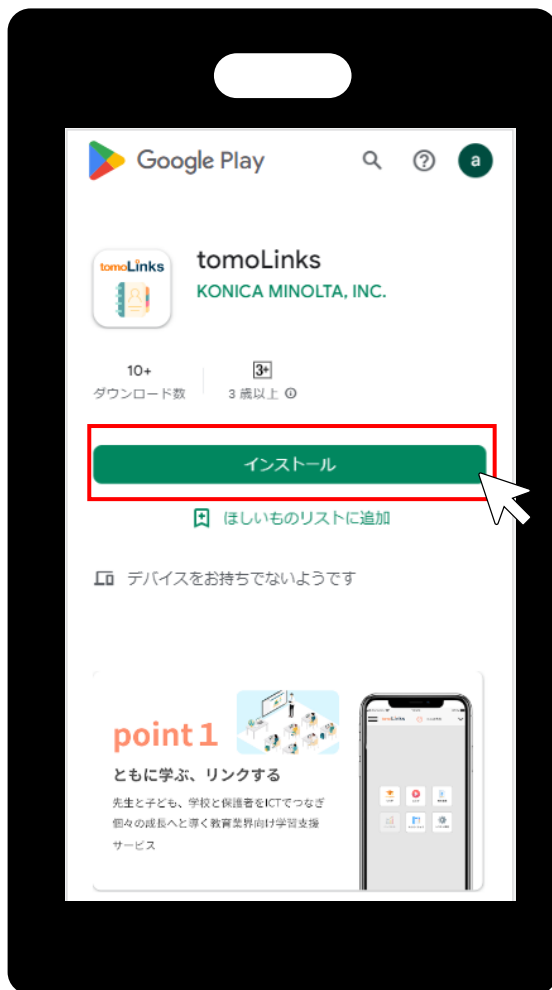 Google Play
a
tomoLinks
tomoLinks
KONICA MINOLTA, INC.
10+
3+
ダウンロード数
3 歳以上
インストール
ほしいものリストに追加
デバイスをお持ちでないようです
point 1
ともに学ぶ、リンクする
先生と子ども、学校と保護者をICTでつなぎ
個々の成長へと導く教育業界向け学習支援
サービス